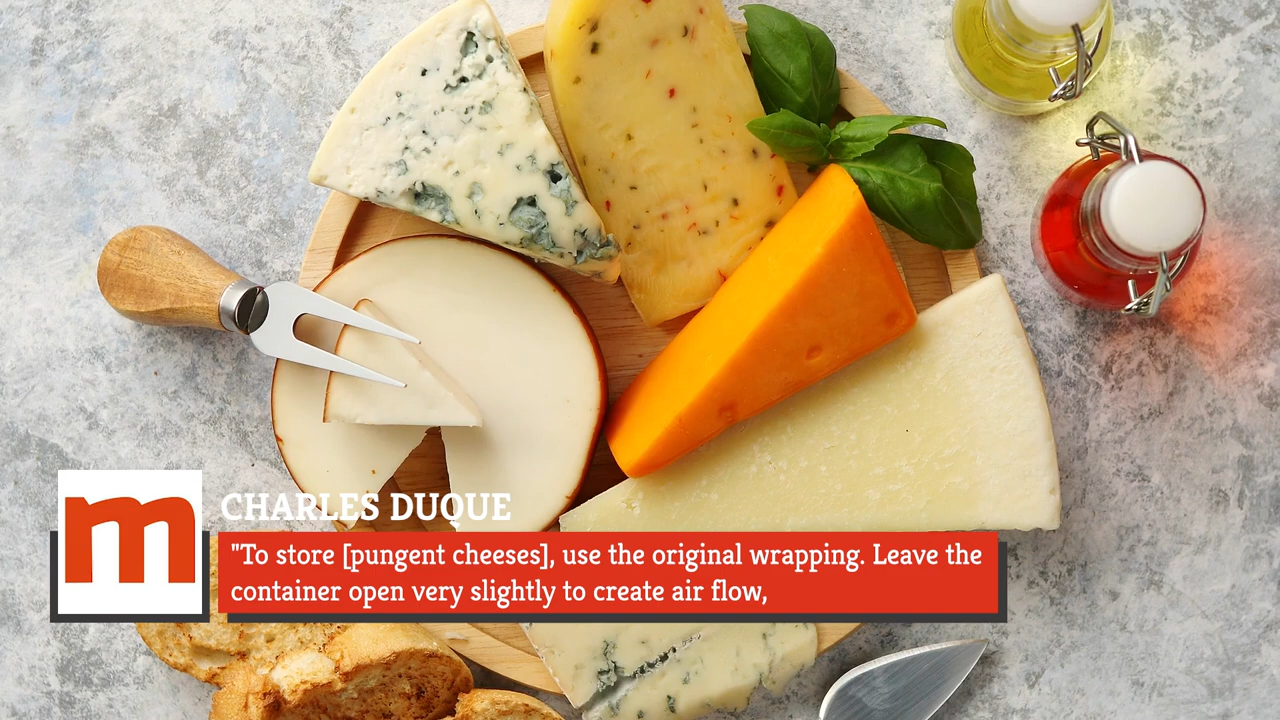 m
CHARLES DUQUE
"To store [pungent cheeses], use the original wrapping. Leave the
container open very slightly to create air flow,